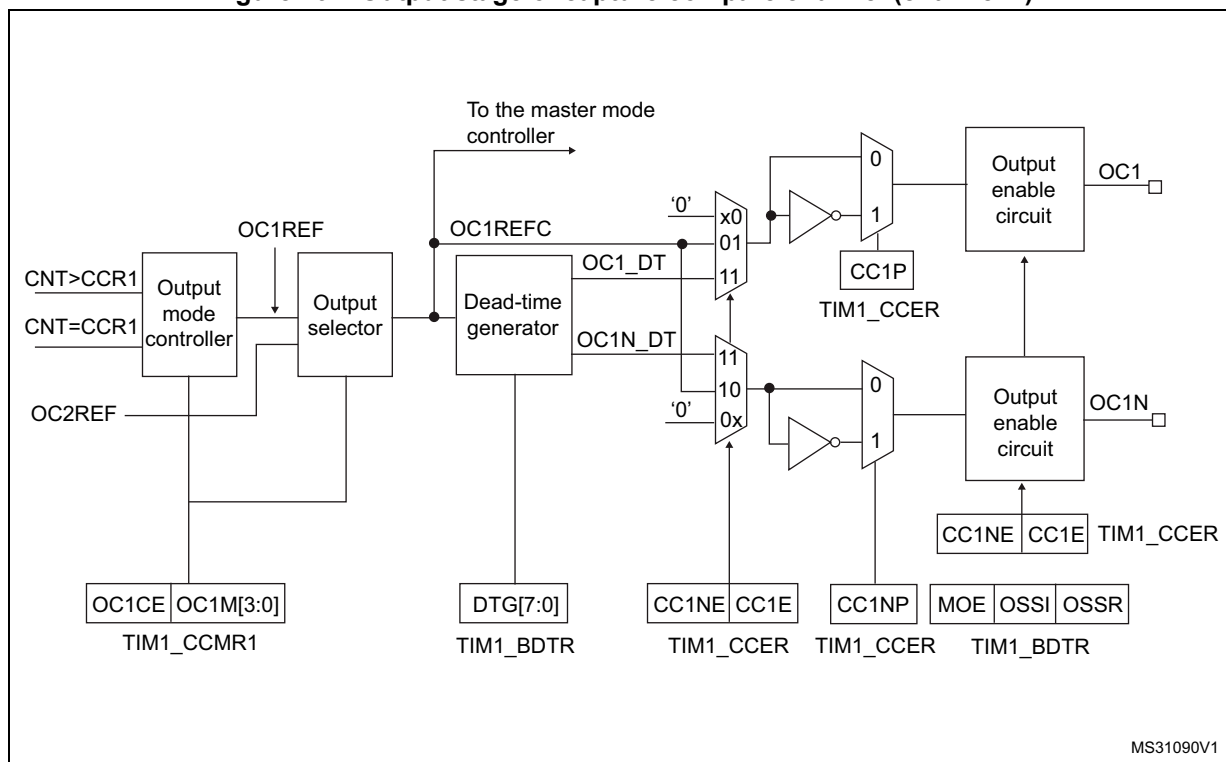 To the master mode
controller
OC1REF
OC1REFC
CNT>CCR1
CNT=CCR1
OC2REF
Output
mode
controller
Output
selector
Dead-time
generator
OC1_DT
OC1N_DT
'0'
x0
01
11
11
10
0x
'0'
0
1
CC1P
TIM1_CCER
0
1
Output
enable
circuit
OC1
Output
enable
circuit
OC1N
CC1NE CC1E TIM1_CCER
OC1CE OC1M[3:0]
TIM1_CCMR1
DTG[7:0]
TIM1_BDTR
CC1NE CC1E
TIM1_CCER
CC1NP
TIM1_CCER
MOE OSSI OSSR
TIM1_BDTR
MS31090V1